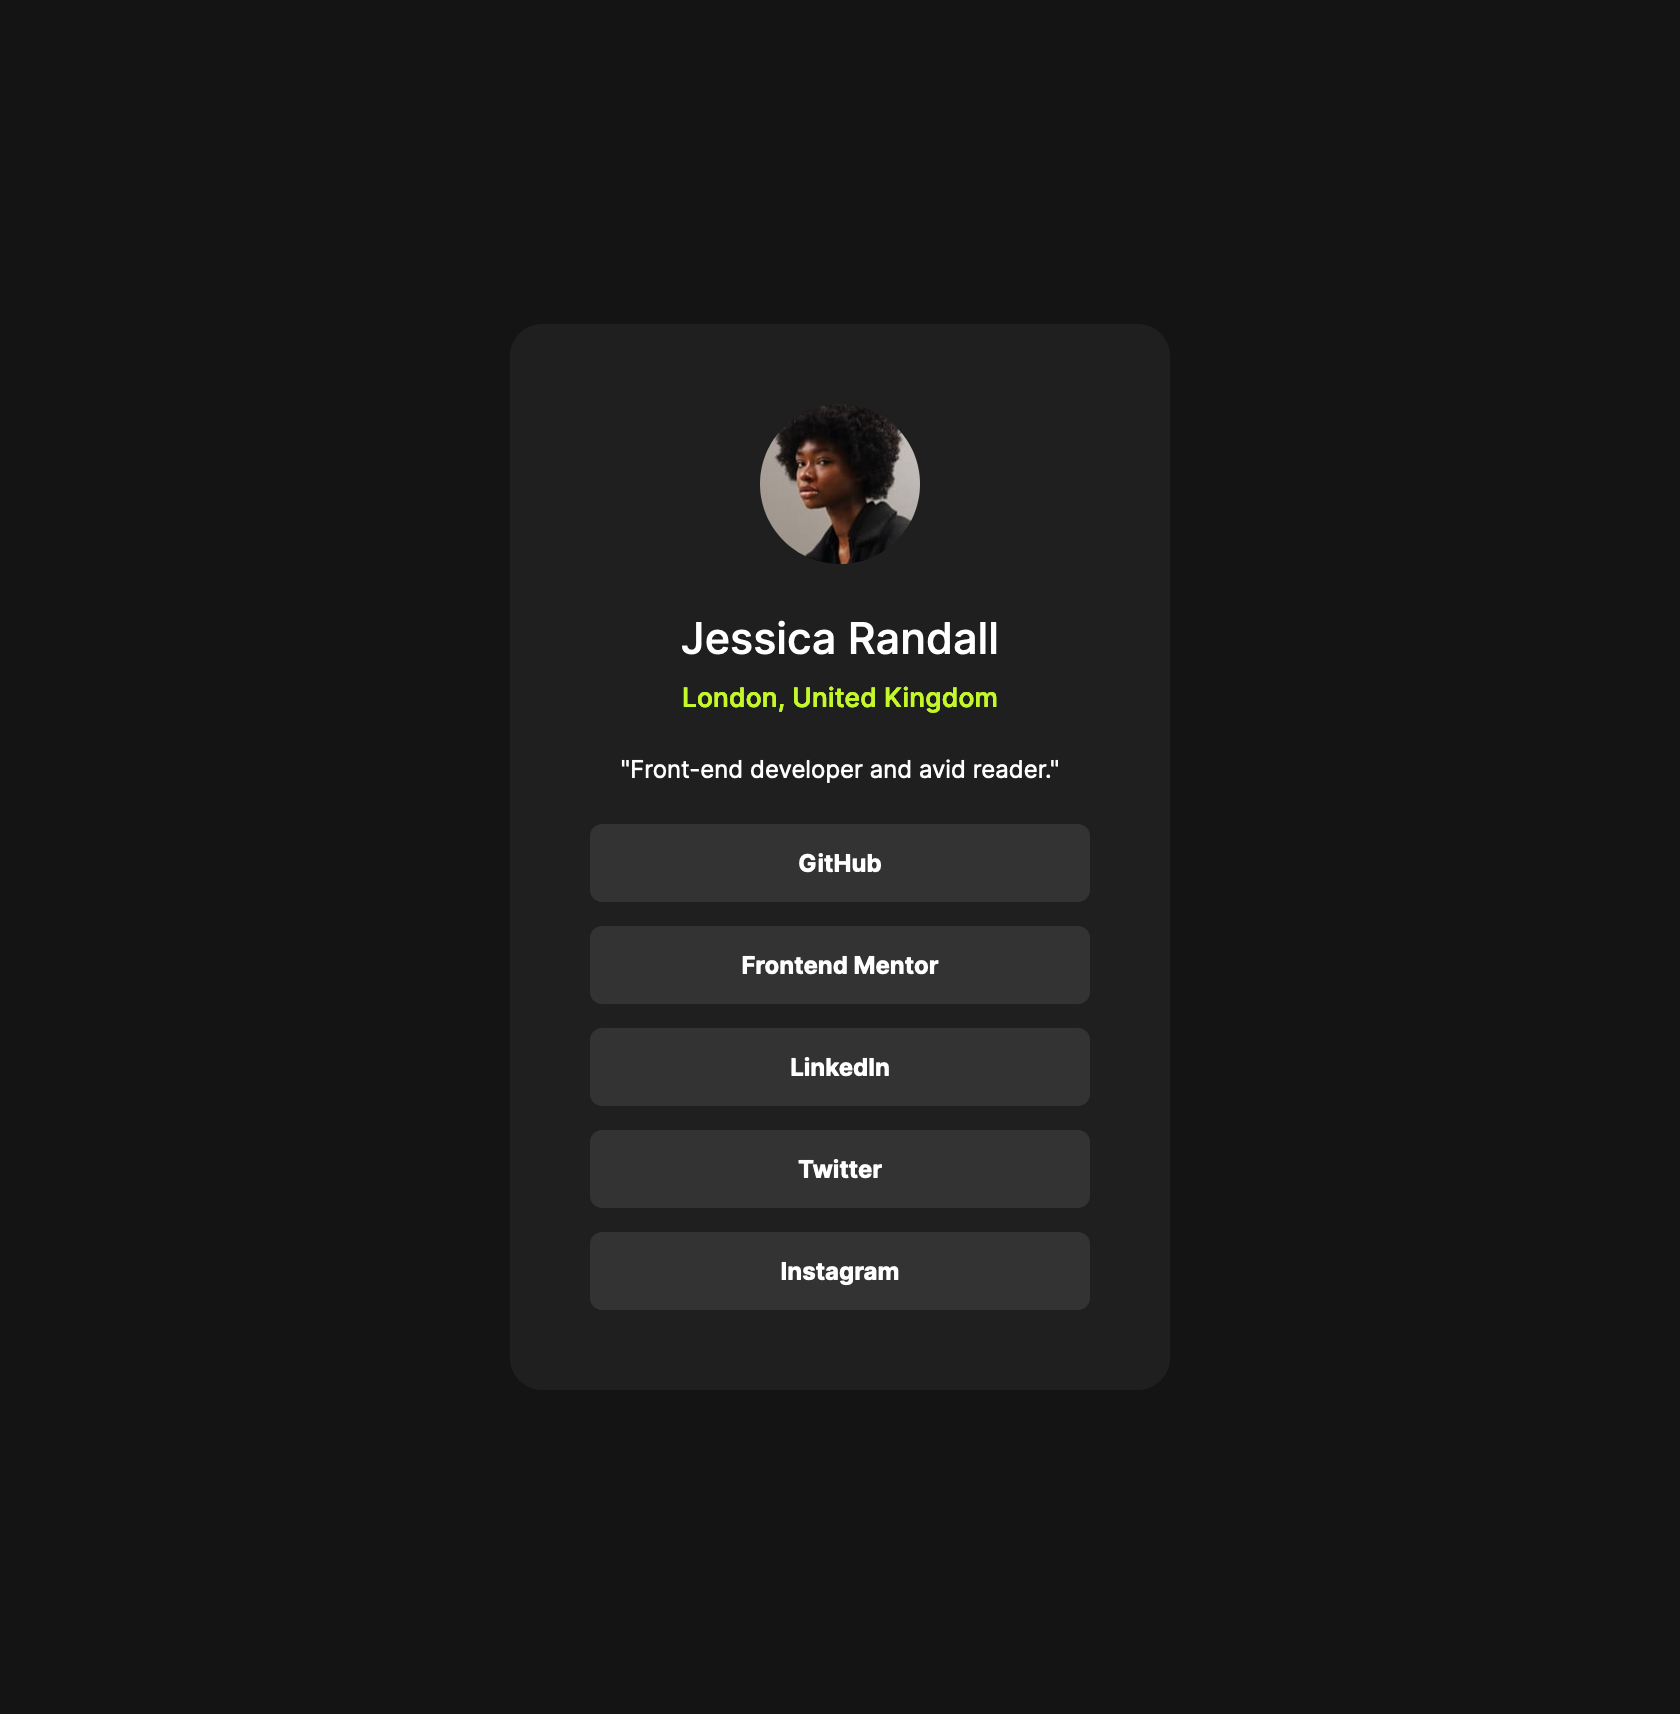 Jessica Randall
London, United Kingdom
"Front-end developer and avid reader."
GitHub
Frontend Mentor
LinkedIn
Twitter
Instagram